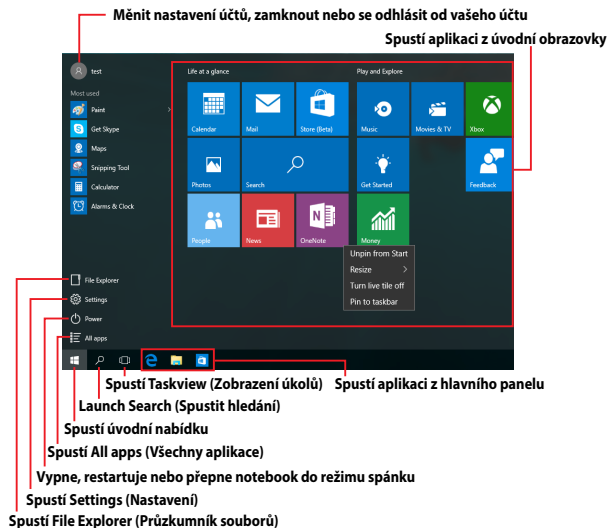 Měnit nastavení účtů, zamknout nebo se odhlásit od vašeho účtu
Spustí aplikaci z úvodní obrazovky
test
Most used
Paint
Get Skype
Maps
Snipping Tool
Calculator
Alarms & Clock
File Explorer
Settings
Power
All apps
Life at a glance
Calendar
Mail
Store (Beta)
Photos
Search
People
News
OneNote
Play and Explore
Music
Movies & TV
Xbox
Get Started
Feedback
Money
Unpin from Start
Resize
Turn live tile off
Pin to taskbar
Spustí Taskview (Zobrazení úkolů)
Spustí aplikaci z hlavního panelu
Launch Search (Spustit hledání)
Spustí úvodní nabídku
Spustí All apps (Všechny aplikace)
Vypne, restartuje nebo přepne notebook do režimu spánku
Spustí Settings (Nastavení)
Spustí File Explorer (Průzkumník souborů)